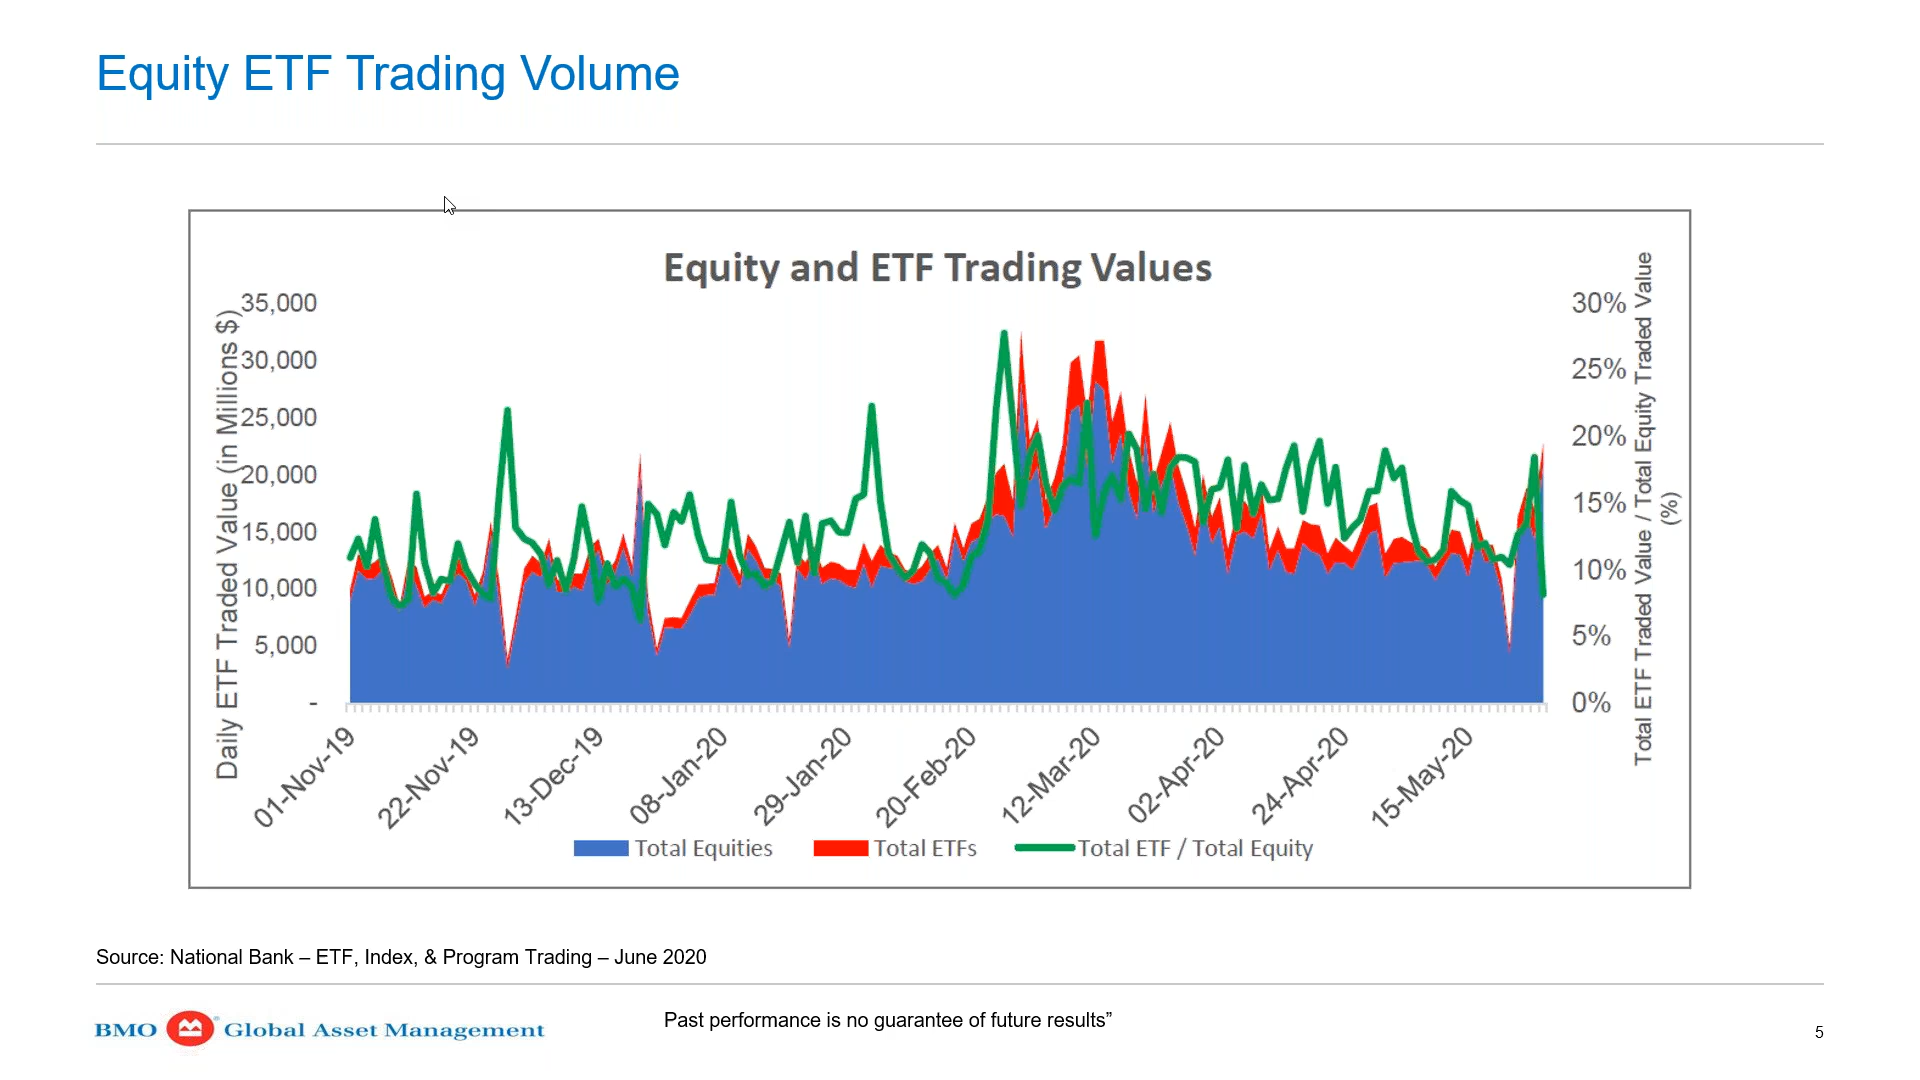 Equity ETF Trading Volume
Equity and ETF Trading Values
Daily ETF Traded Value (in Millions $)
35,000
30,000
25,000
20,000
15,000
10,000
5,000
-
30%
25%
20%
15%
10%
5%
0%
Total ETF Traded Value / Total Equity Traded Value
(%)
01-Nov-19
22-Nov-19
13-Dec-19
08-Jan-20
29-Jan-20
20-Feb-20
12-Mar-20
02-Apr-20
24-Apr-20
15-May-20
Total Equities
Total ETFs
Total ETF / Total Equity
Source: National Bank – ETF, Index, & Program Trading – June 2020
BMO Global Asset Management
Past performance is no guarantee of future results”
5